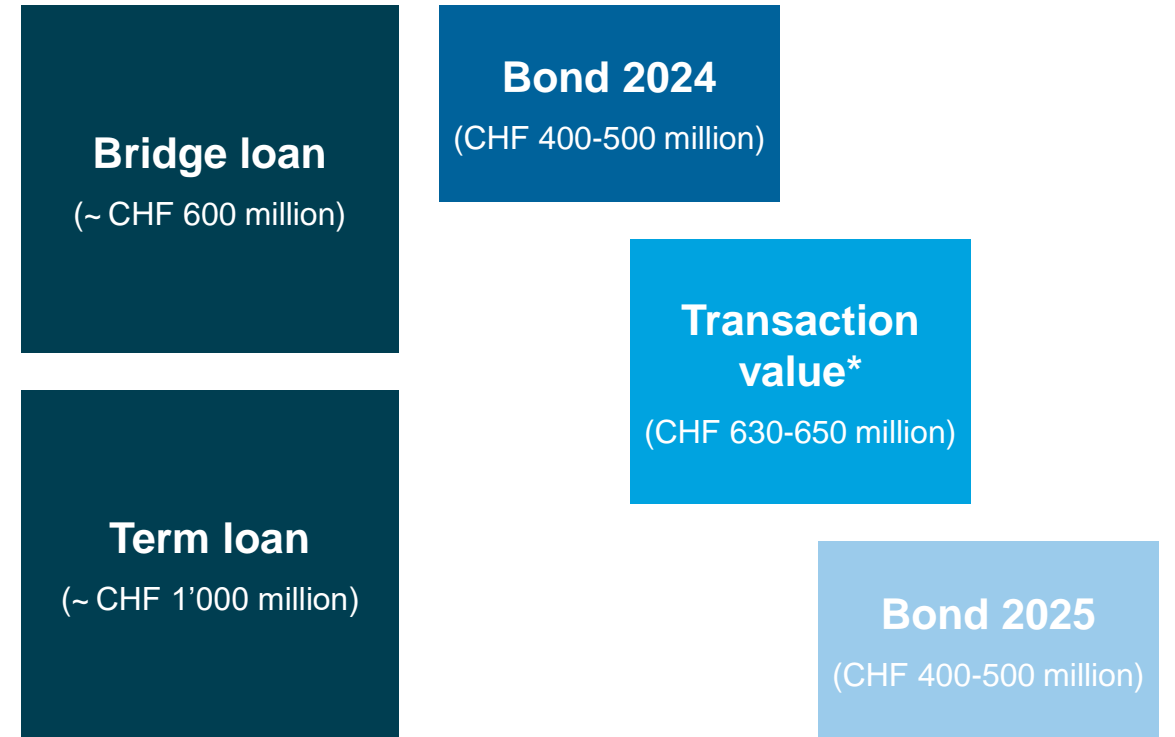 Bridge loan
(~ CHF 600 million)
Bond 2024
(CHF 400-500 million)
Transaction
value*
(CHF 630-650 million)
Term loan
(~ CHF 1’000 million)
Bond 2025
(CHF 400-500 million)